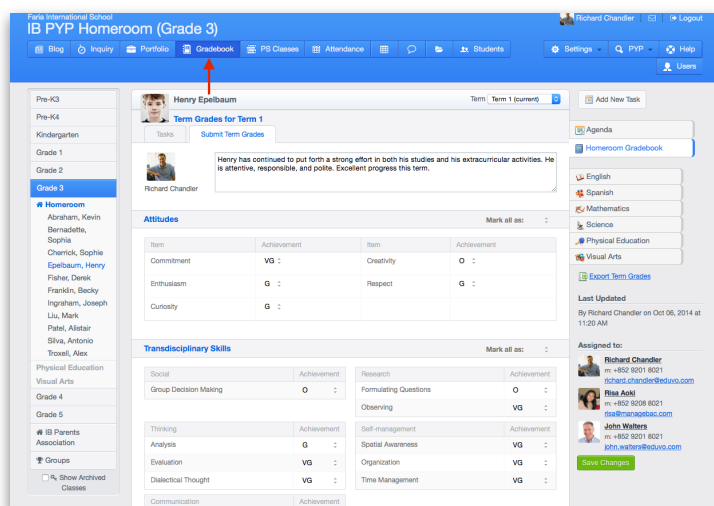 Faria International School
Richard Chandler
Logout
IB PYP Homeroom (Grade 3)
Blog
Inquiry
Portfolio
Gradebook
PS Classes
Attendance
Students
Settings
PYP
Help
Users
Pre-K3
Pre-K4
Kindergarten
Grade 1
Grade 2
Grade 3
Homeroom
Abraham, Kevin
Bernadette,
Sophia
Cherrick, Sophie
Epelbaum, Henry
Fisher, Derek
Franklin, Becky
Ingraham, Joseph
Liu, Mark
Patel, Alistair
Silva, Antonio
Troxell, Alex
Physical Education
Visual Arts
Grade 4
Grade 5
IB Parents
Association
Groups
Show Archived
Classes
Henry Epelbaum
Term Term 1 (current)
Term Grades for Term 1
Tasks
Submit Term Grades
Richard Chandler
Henry has continued to put forth a strong effort in both his studies and his extracurricular activities. He
is attentive, responsible, and polite. Excellent progress this term.
Attitudes
Mark all as:
Item Achievement Item Achievement
Commitment VG Creativity O
Enthusiasm G Respect G
Curiosity G
Transdisciplinary Skills
Mark all as:
Social Achievement Research Achievement
Group Decision Making O Formulating Questions O
Observing VG
Thinking Achievement Self-management Achievement
Analysis G Spatial Awareness VG
Evaluation VG Organization VG
Dialectical Thought VG Time Management VG
Communication Achievement
Add New Task
Agenda
Homeroom Gradebook
English
Spanish
Mathematics
Science
Physical Education
Visual Arts
Export Term Grades
Last Updated
By Richard Chandler on Oct 06, 2014 at
11:20 AM
Assigned to:
Richard Chandler
m: +852 9201 8021
richard.chandler@eduvo.com
Risa Aoki
m: +852 9208 8021
risa@managebac.com
John Walters
m: +852 9201 8021
john.walters@eduvo.com
Save Changes